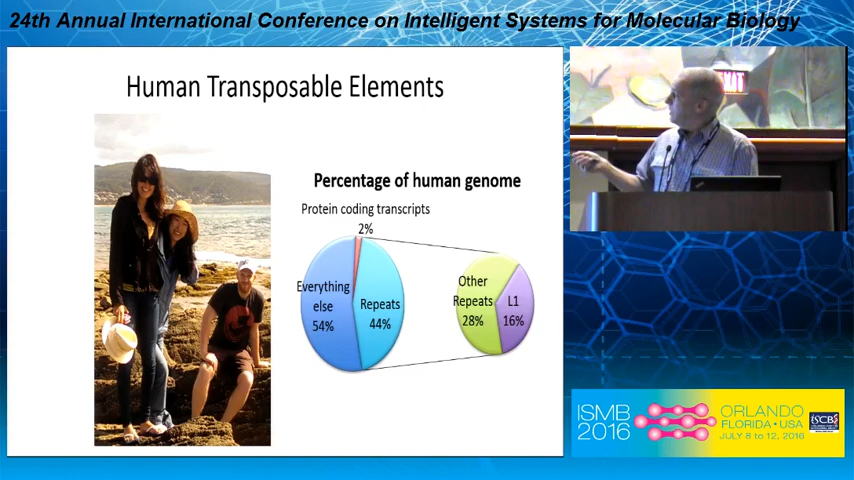 24th Annual International Conference on Intelligent Systems for Molecular Biology
Human Transposable Elements
Percentage of human genome
Protein coding transcripts
2%
Everything
else
54%
Repeats
44%
Other
Repeats
28%
L1
16%
ISMB
2016
ORLANDO
FLORIDA • USA
JULY 8 to 12, 2016
ISCB